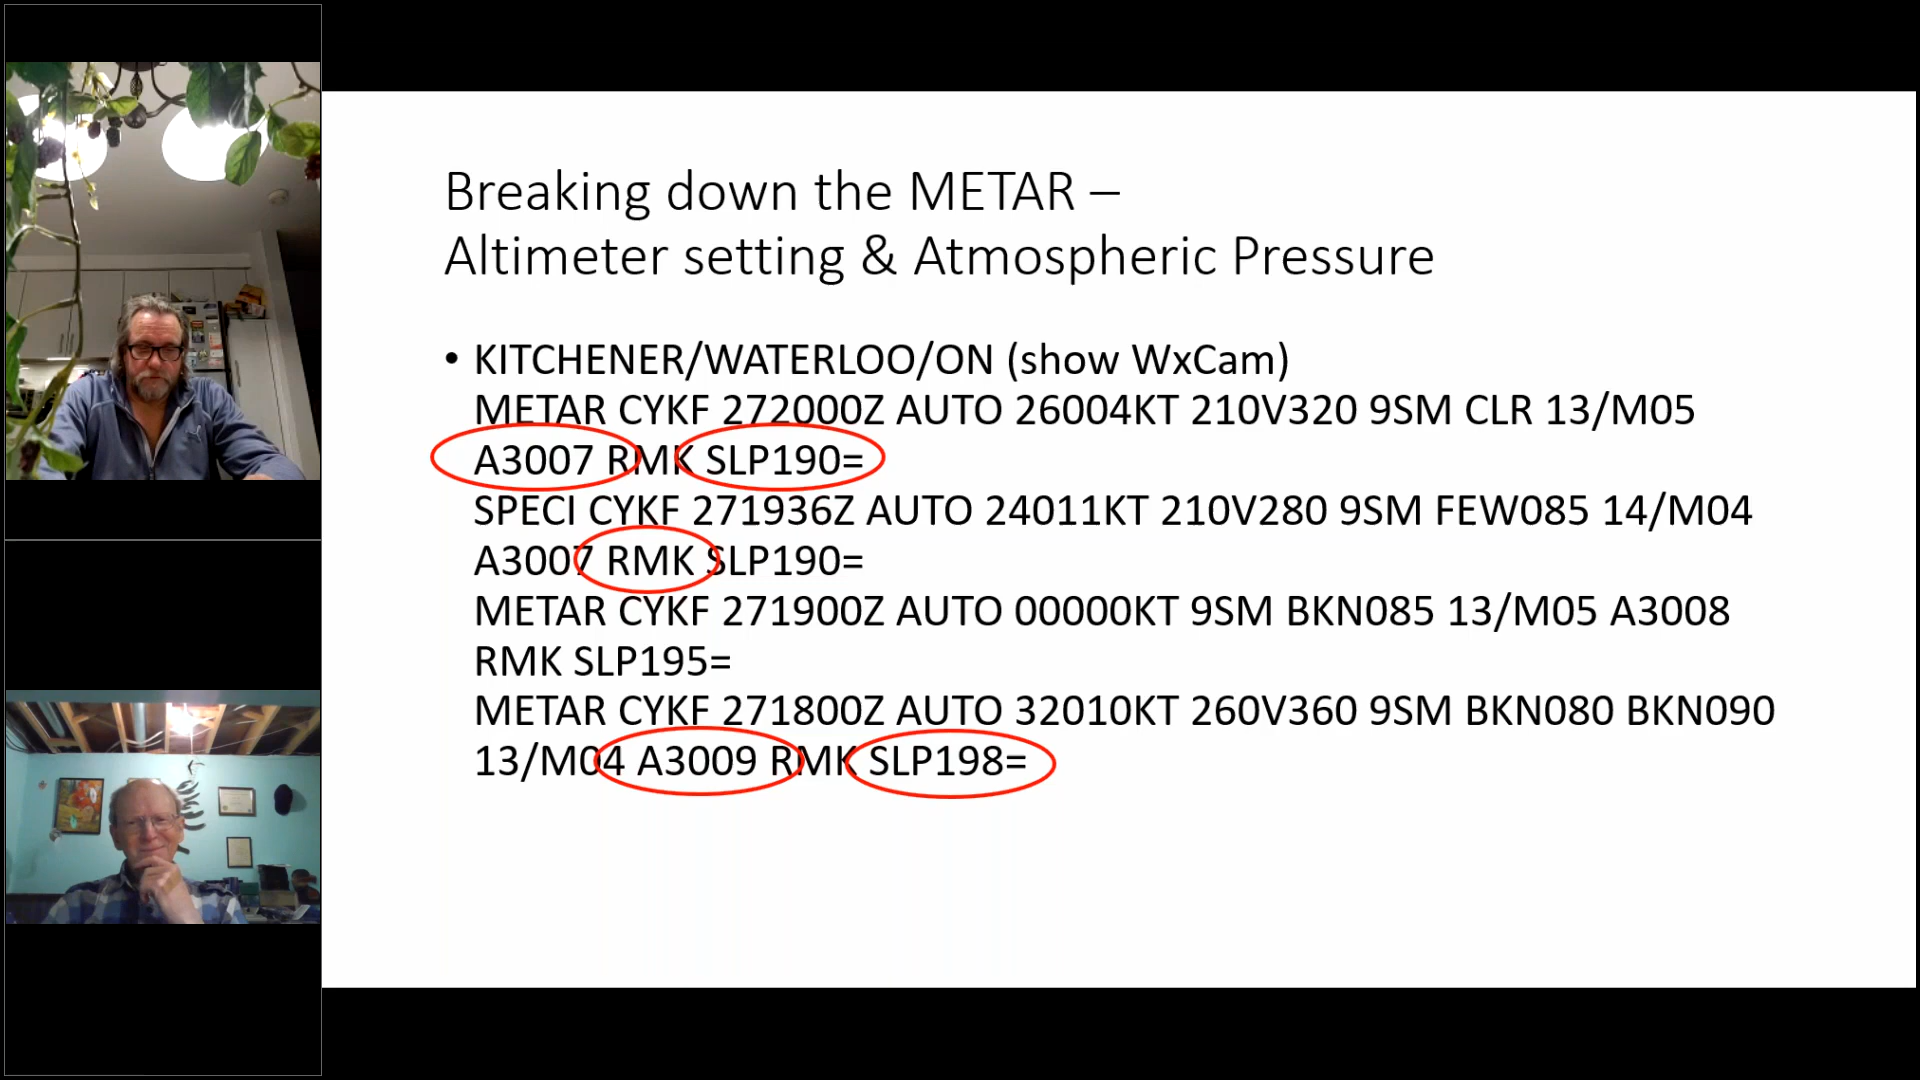 Breaking down the METAR –
Altimeter setting & Atmospheric Pressure
• KITCHENER/WATERLOO/ON (show WxCam)
METAR CYKF 272000Z AUTO 26004KT 210V320 9SM CLR 13/M05
A3007 RMK SLP190=
SPECI CYKF 271936Z AUTO 24011KT 210V280 9SM FEW085 14/M04
A3007 RMK SLP190=
METAR CYKF 271900Z AUTO 00000KT 9SM BKN085 13/M05 A3008
RMK SLP195=
METAR CYKF 271800Z AUTO 32010KT 260V360 9SM BKN080 BKN090
13/M04 A3009 RMK SLP198=